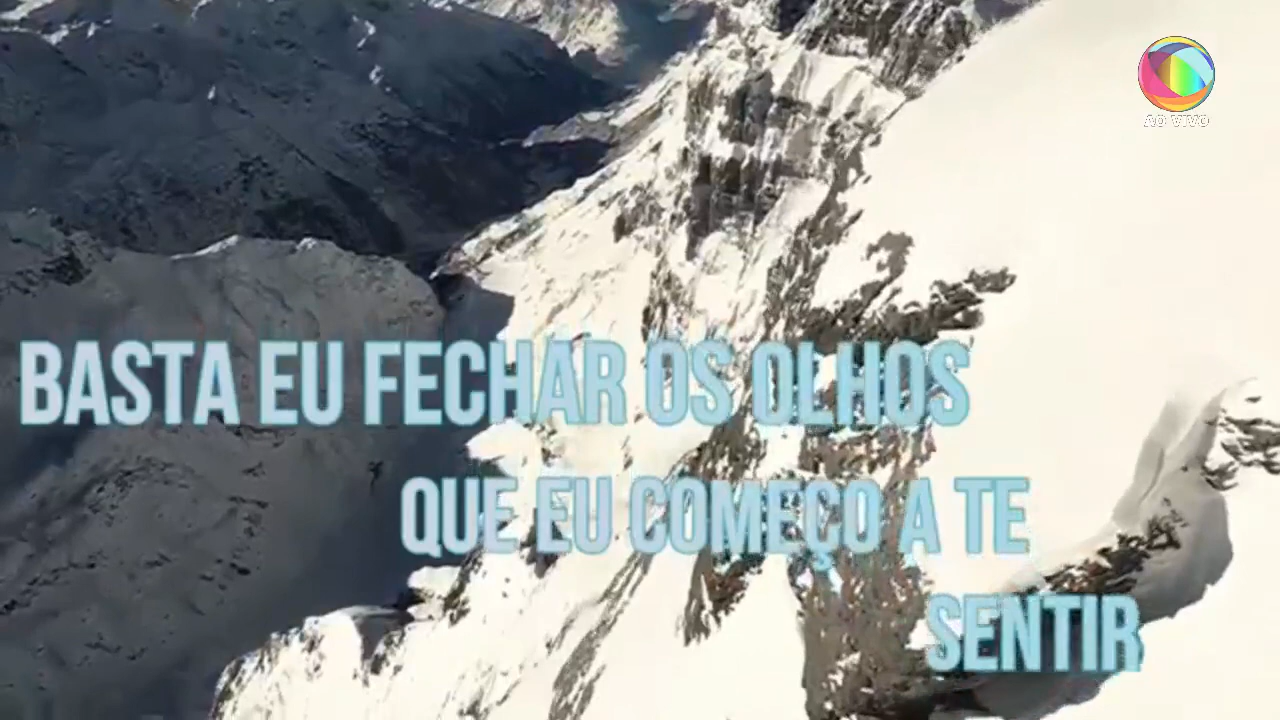 AO VIVO
BASTA EU FECHAR OS OLHOS
QUE EU COMEÇO A TE
SENTIR